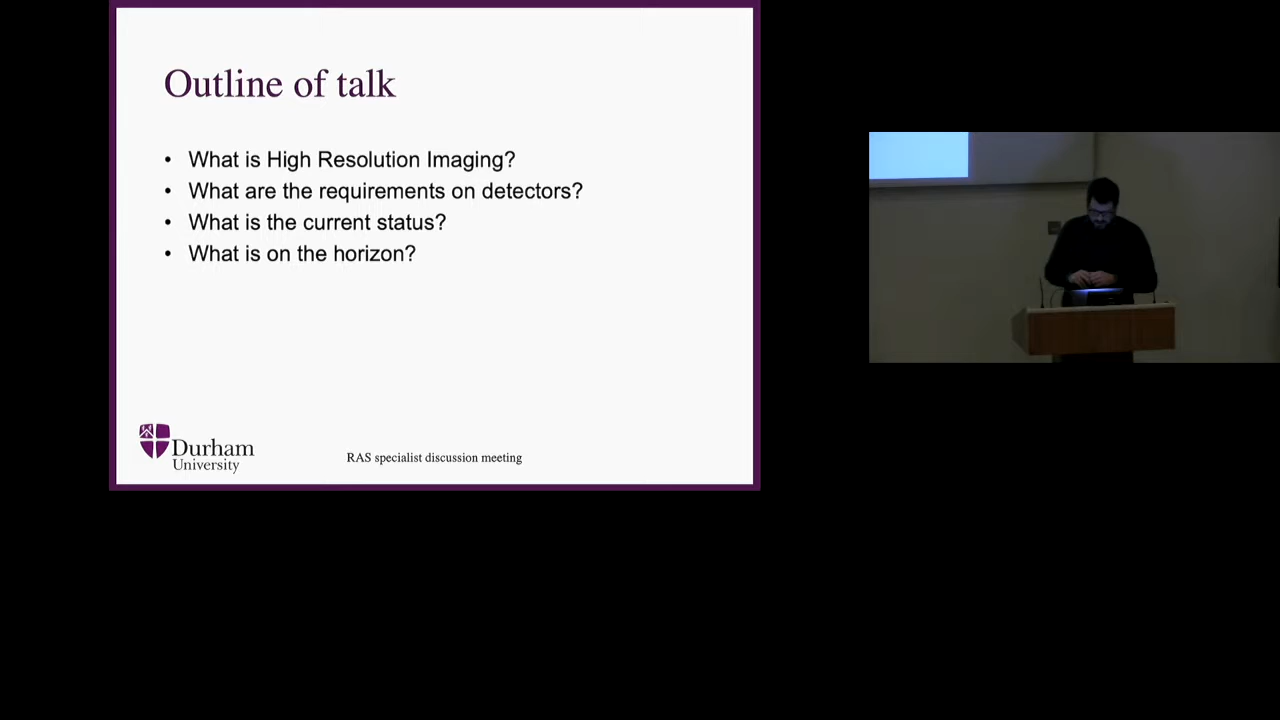 Outline of talk
• What is High Resolution Imaging?
• What are the requirements on detectors?
• What is the current status?
• What is on the horizon?
Durham
University
RAS specialist discussion meeting